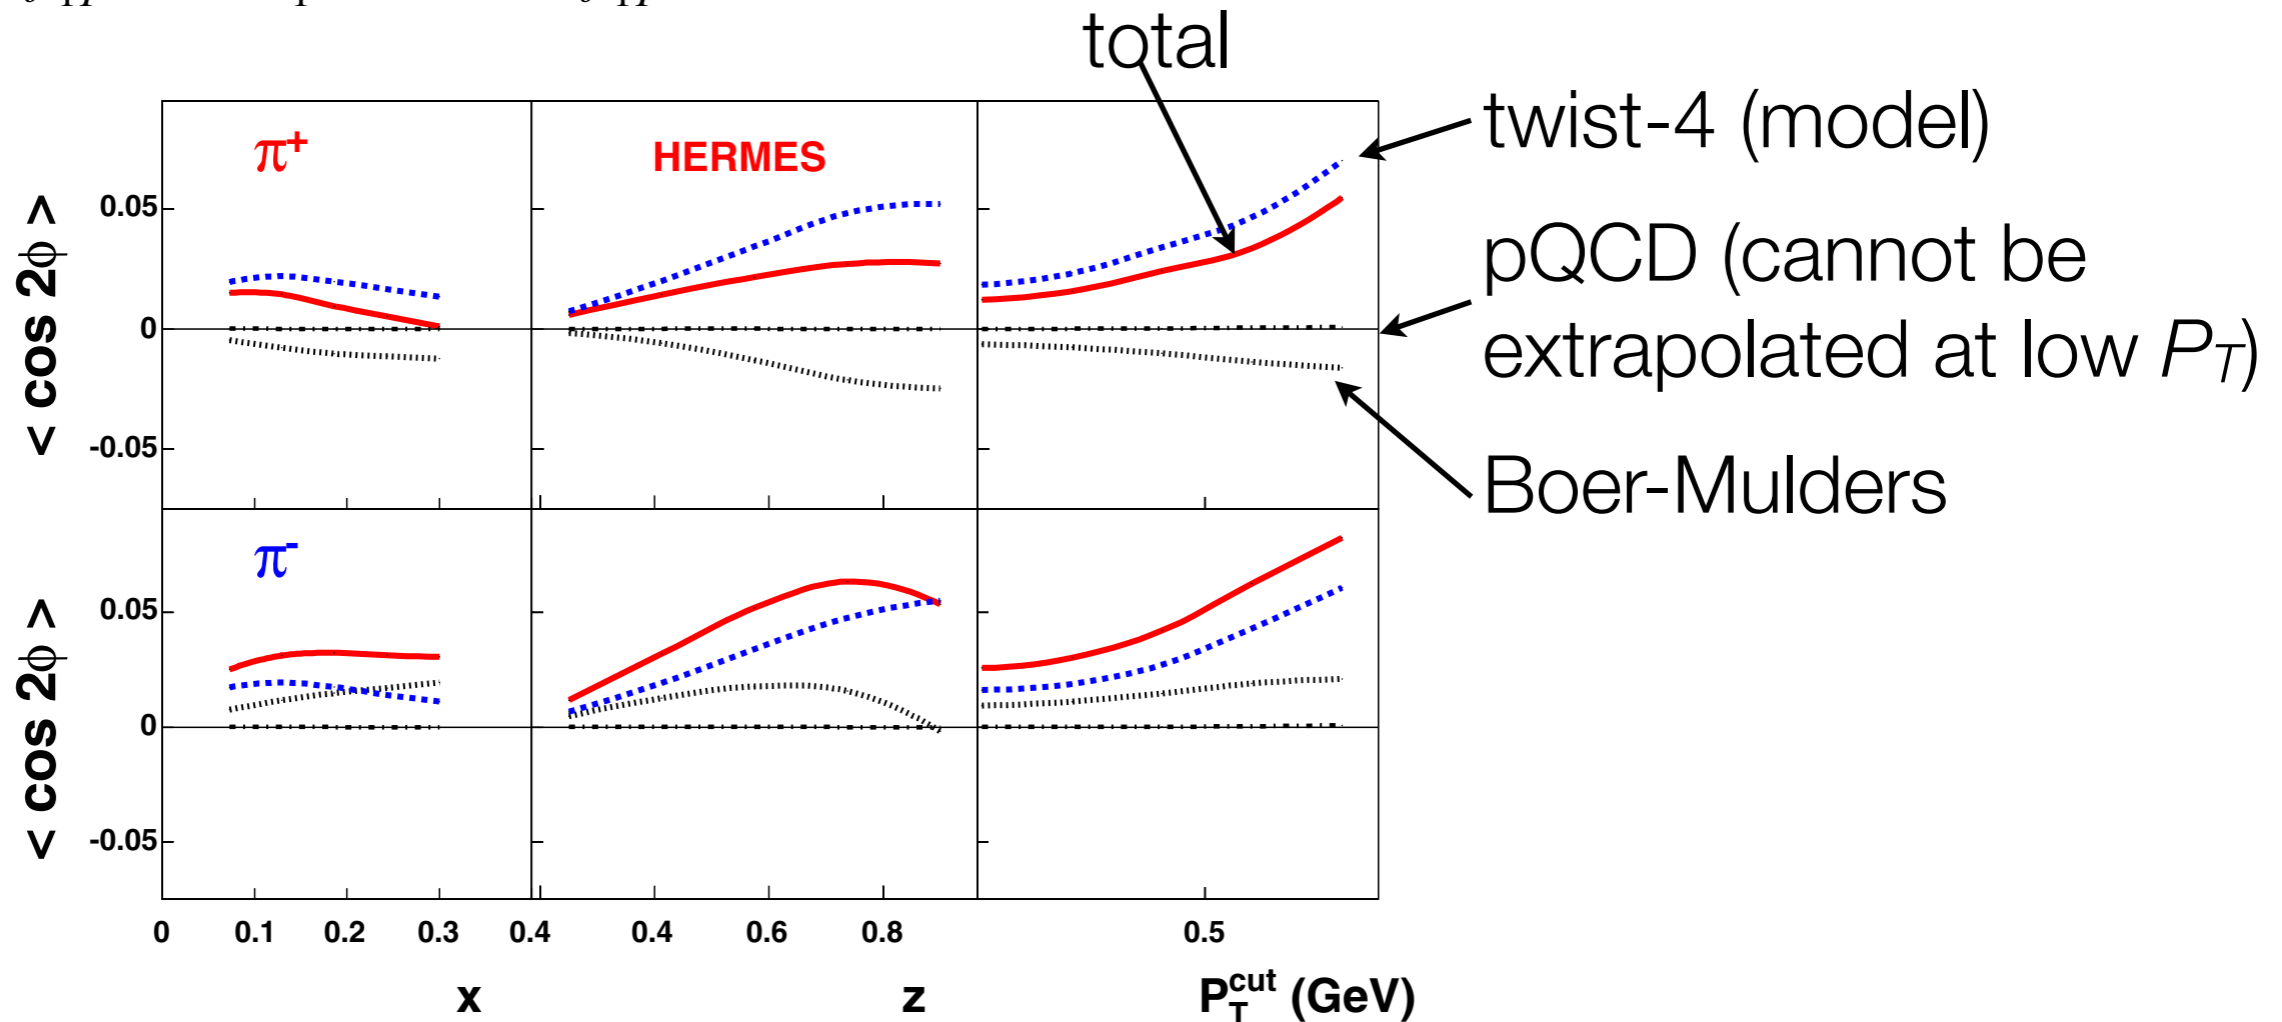 total
twist-4 (model)
π+
HERMES
pQCD (cannot be
extrapolated at low PT)
Boer-Mulders
< cos 2ϕ >
0.05
0
-0.05
π-
< cos 2ϕ >
0.05
0
-0.05
0 0.1 0.2 0.3 0.4 0.4 0.6 0.8 0.5
x z PTcut (GeV)